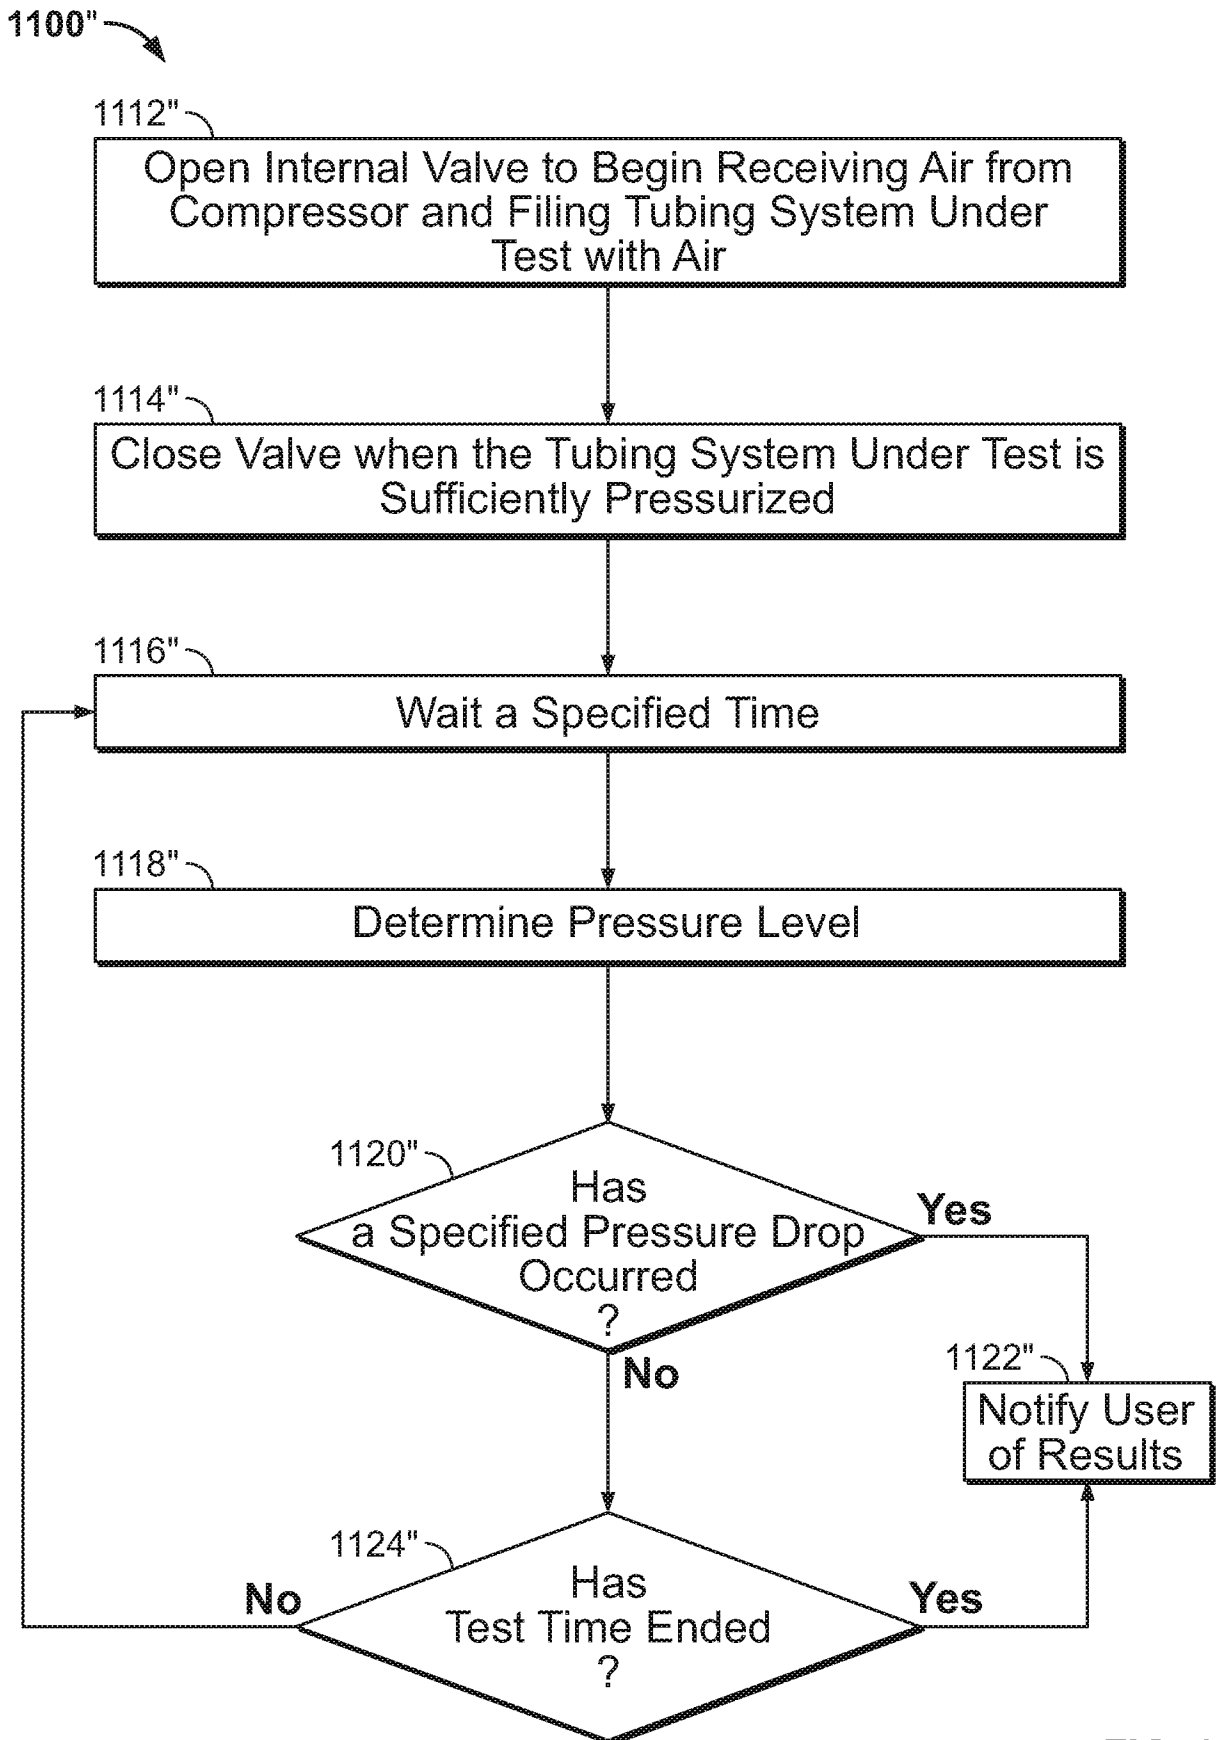 1100"
1112"
Open Internal Valve to Begin Receiving Air from
Compressor and Filing Tubing System Under
Test with Air
1114"
Close Valve when the Tubing System Under Test is
Sufficiently Pressurized
1116"
Wait a Specified Time
1118"
Determine Pressure Level
1120"
Has
a Specified Pressure Drop
Occurred
?
Yes
No
1122"
Notify User
of Results
1124"
Has
Test Time Ended
?
No
Yes